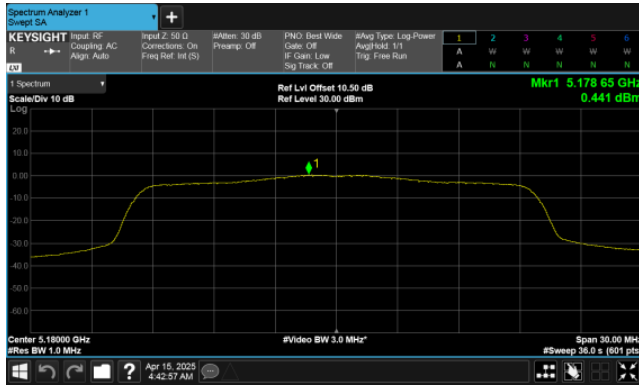 Spectrum Analyzer 1
Swept SA
+
KEYSIGHT
R
LXI
Input: RF
Coupling: AC
Align: Auto
Input Z: 50 Ω
Corrections: On
Freq Ref: Int (S)
#Atten: 30 dB
Preamp: Off
PNO: Best Wide
Gate: Off
IF Gain: Low
Sig Track: Off
#Avg Type: Log-Power
Avg|Hold: 1/1
Trig: Free Run
1 2 3 4 5 6
A W W W W W
A N N N N N
1 Spectrum
Scale/Div 10 dB
Log
Ref Lvl Offset 10.50 dB
Ref Level 30.00 dBm
Mkr1 5.178 65 GHz
0.441 dBm
20.0
10.0
1
0.00
-10.0
-20.0
-30.0
-40.0
-50.0
-60.0
Center 5.18000 GHz
#Res BW 1.0 MHz
#Video BW 3.0 MHz*
Span 30.00 MHz
#Sweep 36.0 s (601 pts)
?
Apr 15, 2025
4:42:57 AM